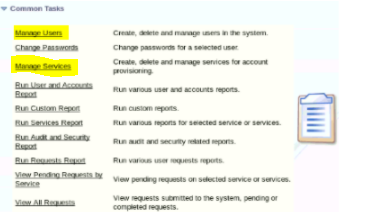 Common Tasks
Manage Users Create, delete and manage users in the system.
Change Passwords Change passwords for a selected user.
Manage Services Create, delete and manage services for account
provisioning.
Run User and Accounts Run various user and accounts reports.
Report
Run Custom Report Run custom reports.
Run Services Report Run various reports for selected service or services.
Run Audit and Security Run audit and security related reports.
Report
Run Requests Report Run various user requests reports.
View Pending Requests by View pending requests on selected service or services.
Service
View All Requests View requests submitted to the system, pending or
completed requests.